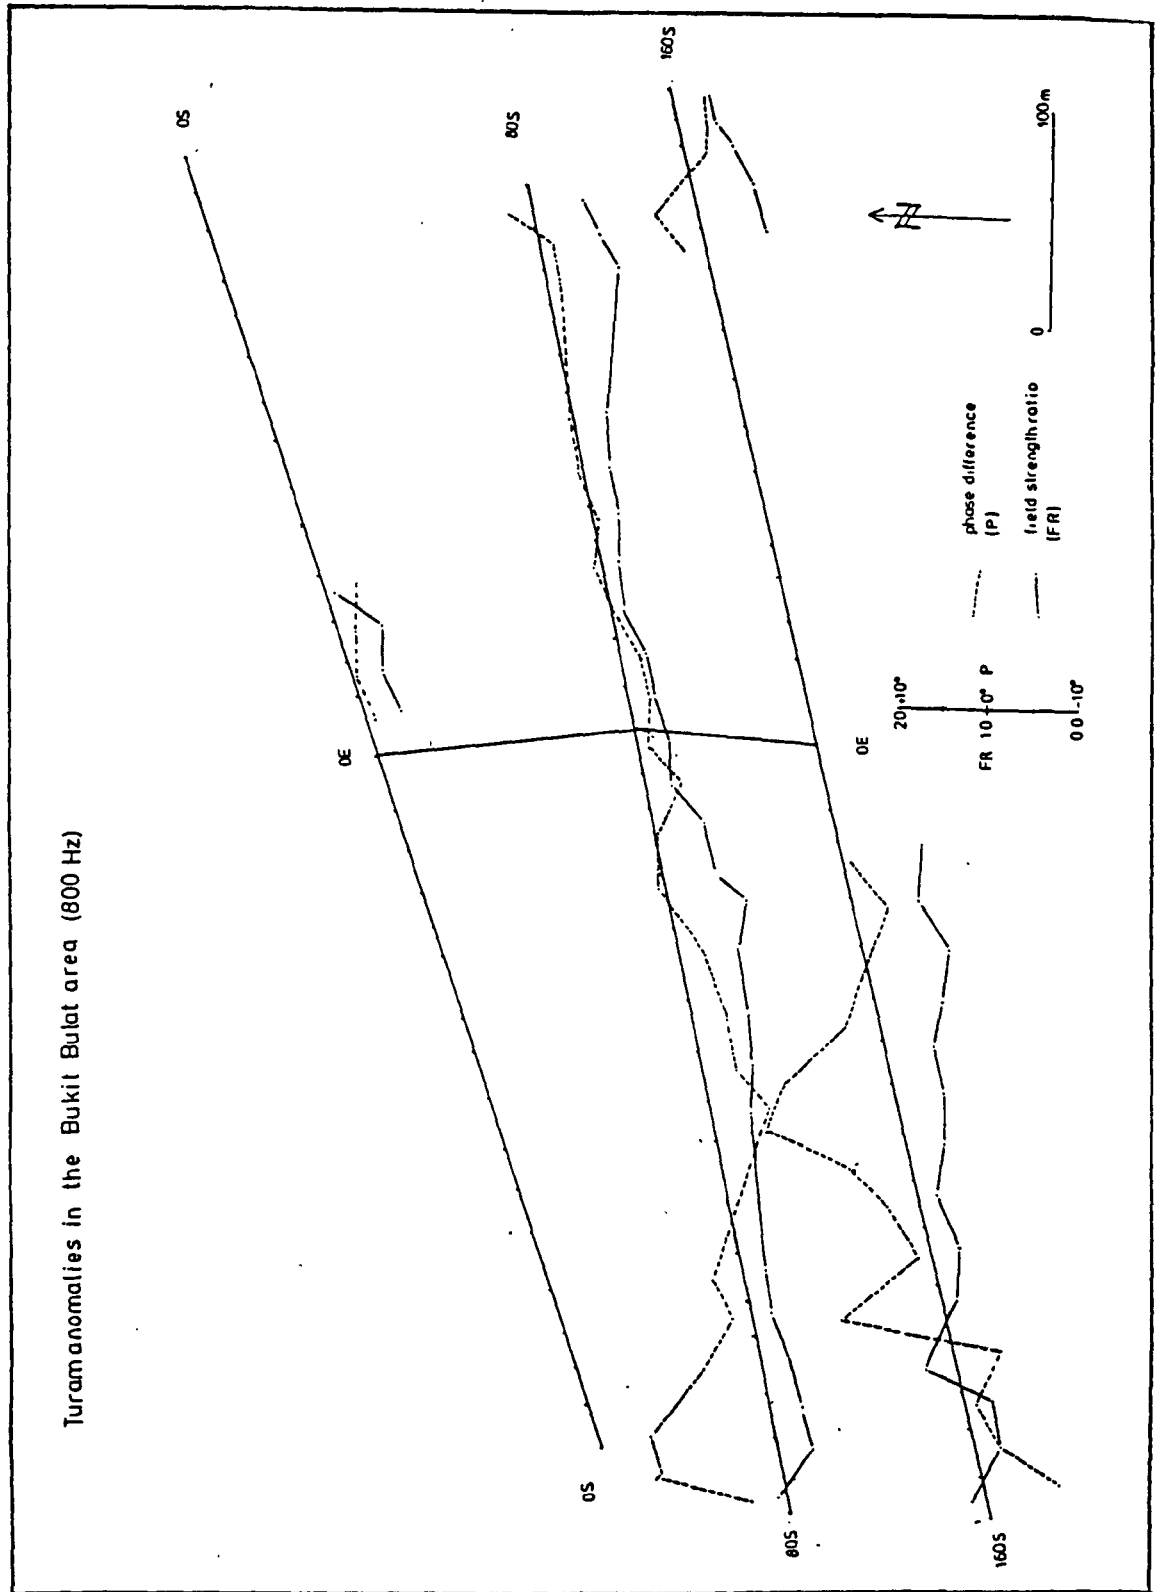 Turamanomalies in the Bukit Bulat area (800 Hz)
0S
80S
160S
0E
0E
0S
80S
160S
N
20 +10°
FR 10 0° P
0 0 -10°
phase difference
(P)
field strengthratio
(FR)
0
100m